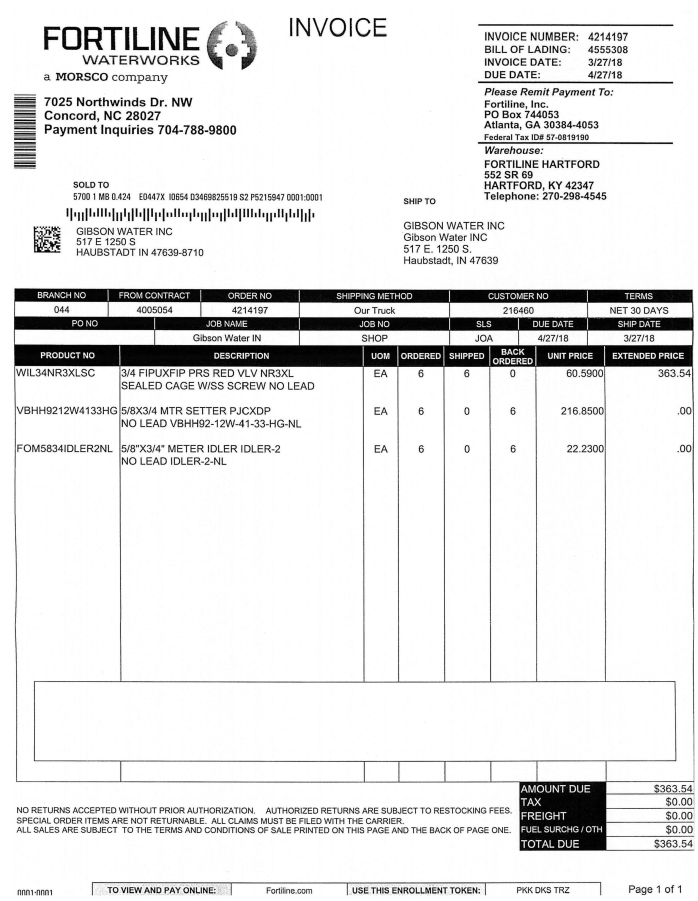 INVOICE
FORTILINE
WATERWORKS
a MORSCO company
7025 Northwinds Dr. NW
Concord, NC 28027
Payment Inquiries 704-788-9800
INVOICE NUMBER: 4214197
BILL OF LADING: 4555308
INVOICE DATE: 3/27/18
DUE DATE: 4/27/18
Please Remit Payment To:
Fortiline, Inc.
PO Box 744053
Atlanta, GA 30384-4053
Federal Tax ID# 57-0819190
Warehouse:
FORTILINE HARTFORD
552 SR 69
HARTFORD, KY 42347
Telephone: 270-298-4545
SOLD TO
5700 1 MB 0.424 E0447X I0654 D3469825519 S2 P5215947 0001:0001
GIBSON WATER INC
517 E 1250 S
HAUBSTADT IN 47639-8710
SHIP TO
GIBSON WATER INC
Gibson Water INC
517 E. 1250 S.
Haubstadt, IN 47639
BRANCH NO FROM CONTRACT ORDER NO SHIPPING METHOD CUSTOMER NO TERMS
044 4005054 4214197 Our Truck 216460 NET 30 DAYS
PO NO JOB NAME JOB NO SLS DUE DATE SHIP DATE
Gibson Water IN SHOP JOA 4/27/18 3/27/18
PRODUCT NO DESCRIPTION UOM ORDERED SHIPPED BACK ORDERED UNIT PRICE EXTENDED PRICE
WIL34NR3XLSC 3/4 FIPUXFIP PRS RED VLV NR3XL EA 6 6 0 60.5900 363.54
SEALED CAGE W/SS SCREW NO LEAD
VBHH9212W4133HG 5/8X3/4 MTR SETTER PJCXDP EA 6 0 6 216.8500 .00
NO LEAD VBHH92-12W-41-33-HG-NL
FOM5834IDLER2NL 5/8"X3/4" METER IDLER IDLER-2 EA 6 0 6 22.2300 .00
NO LEAD IDLER-2-NL
AMOUNT DUE $363.54
TAX $0.00
FREIGHT $0.00
FUEL SURCHG / OTH $0.00
TOTAL DUE $363.54
NO RETURNS ACCEPTED WITHOUT PRIOR AUTHORIZATION. AUTHORIZED RETURNS ARE SUBJECT TO RESTOCKING FEES.
SPECIAL ORDER ITEMS ARE NOT RETURNABLE. ALL CLAIMS MUST BE FILED WITH THE CARRIER.
ALL SALES ARE SUBJECT TO THE TERMS AND CONDITIONS OF SALE PRINTED ON THIS PAGE AND THE BACK OF PAGE ONE.
0001:0001 TO VIEW AND PAY ONLINE: Fortiline.com USE THIS ENROLLMENT TOKEN: PKK DKS TRZ Page 1 of 1